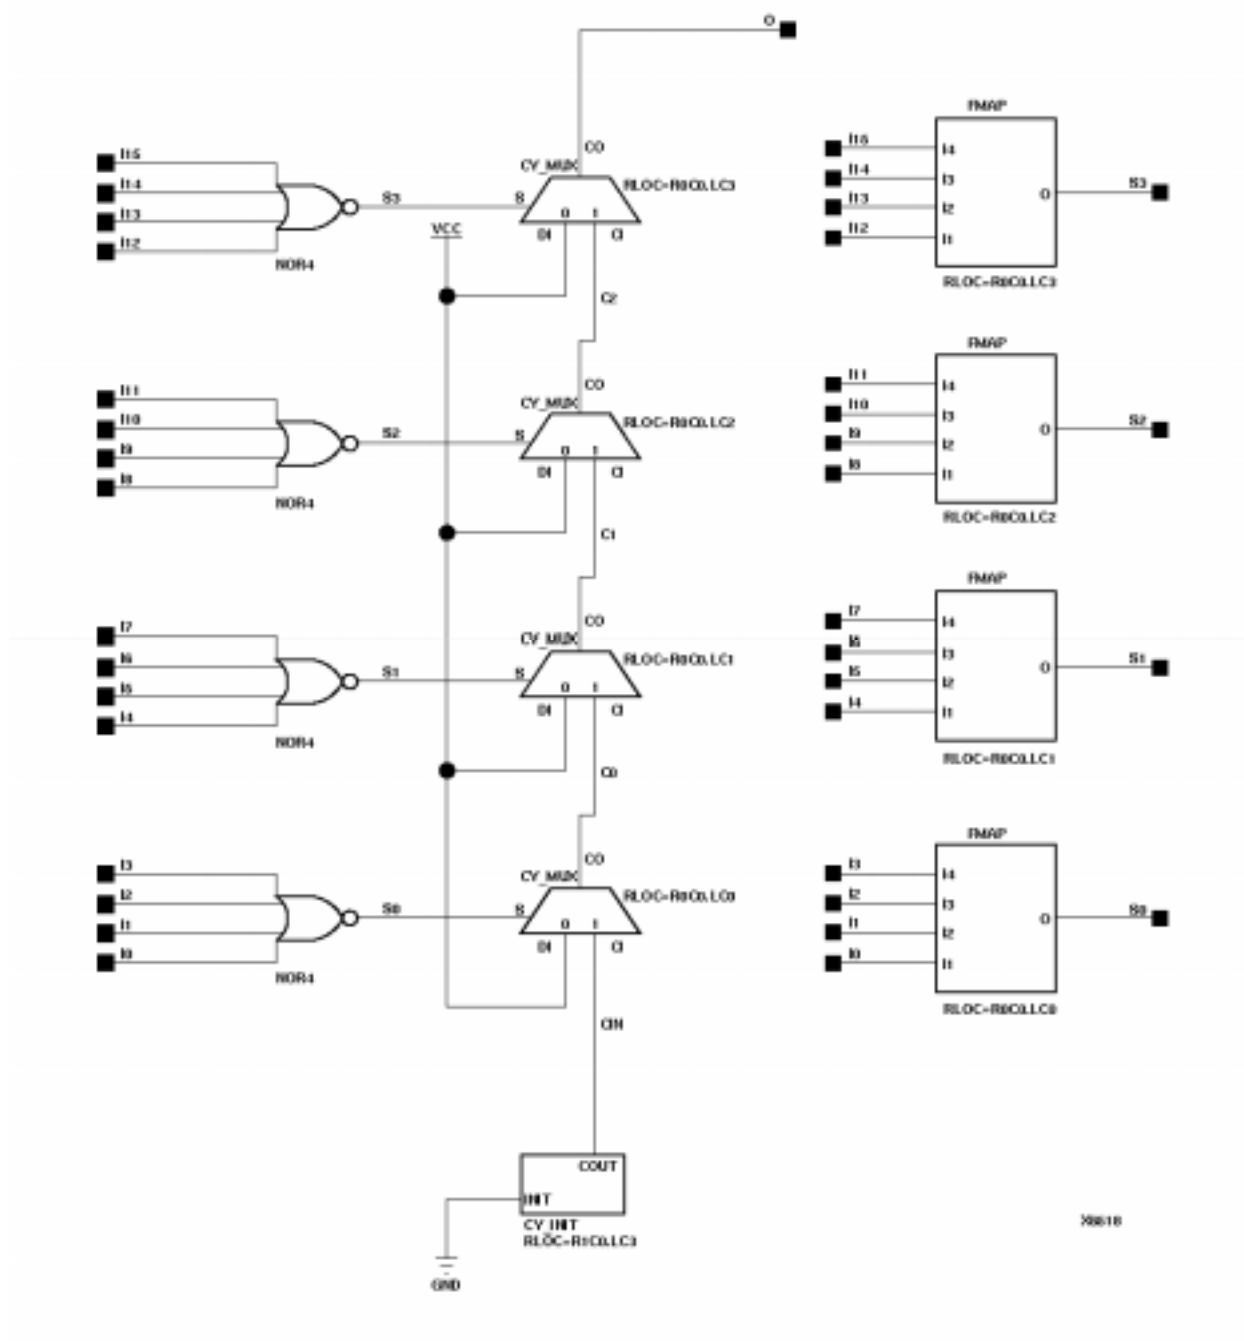 O
FMAP
CO
I15
CY_MUX
I15
I4
I14
RLOC=R0C0.LC3
I14
I3
S3
S3
S
O
S3
I13
0 1
I13
I2
VCC
I12
DI
CI
I12
I1
NOR4
RLOC=R0C0.LC3
C2
FMAP
CO
I11
CY_MUX
I11
I4
I10
RLOC=R0C0.LC2
I10
I3
S2
S
O
S2
I9
0 1
I9
I2
I8
DI
CI
I8
I1
NOR4
RLOC=R0C0.LC2
C1
FMAP
CO
I7
CY_MUX
I7
I4
I6
RLOC=R0C0.LC1
I6
I3
S1
S
O
S1
I5
0 1
I5
I2
I4
DI
CI
I4
I1
NOR4
RLOC=R0C0.LC1
C0
FMAP
CO
I3
CY_MUX
I3
I4
I2
RLOC=R0C0.LC0
I2
I3
S0
S
O
S0
I1
0 1
I1
I2
I0
DI
CI
I0
I1
NOR4
RLOC=R0C0.LC0
CIN
COUT
INIT
CY_INIT
RLOC=R1C0.LC3
GND
X8818